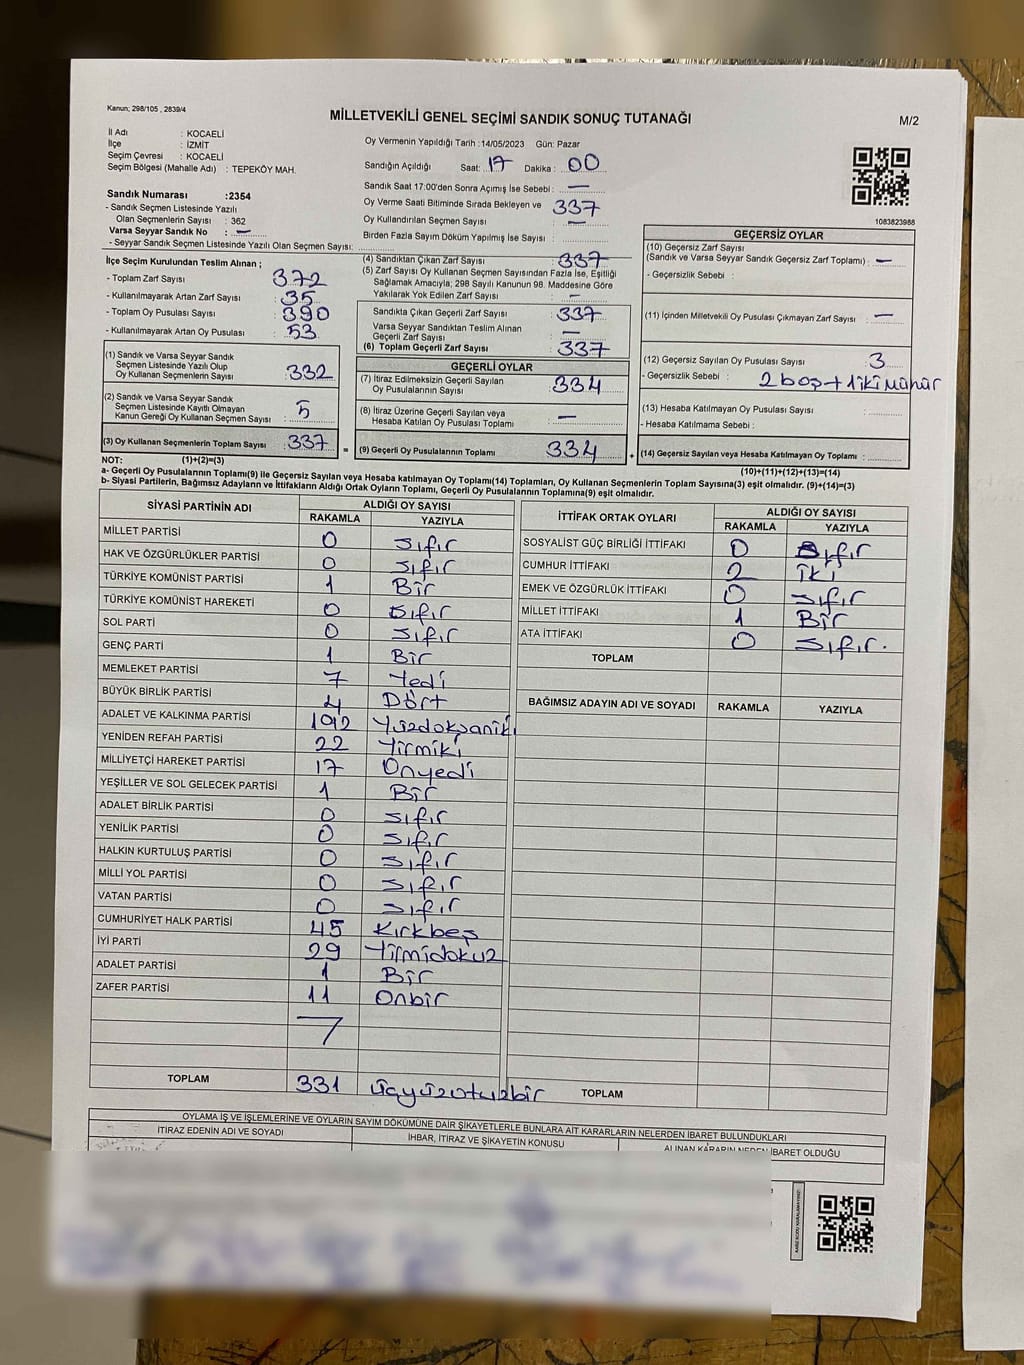 Kanun; 298/105 , 2839/4
MİLLETVEKİLİ GENEL SEÇİMİ SANDIK SONUÇ TUTANAĞI
M/2
İl Adı : KOCAELİ
İlçe : İZMİT
Seçim Çevresi : KOCAELİ
Seçim Bölgesi (Mahalle Adı) : TEPEKÖY MAH.
Sandık Numarası :2354
- Sandık Seçmen Listesinde Yazılı
Olan Seçmenlerin Sayısı : 362
Varsa Seyyar Sandık No : —
- Seyyar Sandık Seçmen Listesinde Yazılı Olan Seçmen Sayısı:
Oy Vermenin Yapıldığı Tarih :14/05/2023 Gün: Pazar
Sandığın Açıldığı Saat: 17 Dakika : 00
Sandık Saat 17:00'den Sonra Açımış İse Sebebi : —
Oy Verme Saati Bitiminde Sırada Bekleyen ve 337
Oy Kullandırılan Seçmen Sayısı : —
Birden Fazla Sayım Döküm Yapılmış İse Sayısı :
1083823988
İlçe Seçim Kurulundan Teslim Alınan ;
- Toplam Zarf Sayısı 372
- Kullanılmayarak Artan Zarf Sayısı 35
- Toplam Oy Pusulası Sayısı 390
- Kullanılmayarak Artan Oy Pusulası 53
(1) Sandık ve Varsa Seyyar Sandık
Seçmen Listesinde Yazılı Olup
Oy Kullanan Seçmenlerin Sayısı : 332
(2) Sandık ve Varsa Seyyar Sandık
Seçmen Listesinde Kayıtlı Olmayan
Kanun Gereği Oy Kullanan Seçmen Sayısı : 5
(3) Oy Kullanan Seçmenlerin Toplam Sayısı : 337
(4) Sandıktan Çıkan Zarf Sayısı : 337
(5) Zarf Sayısı Oy Kullanan Seçmen Sayısından Fazla İse, Eşitliği
Sağlamak Amacıyla; 298 Sayılı Kanunun 98. Maddesine Göre
Yakılarak Yok Edilen Zarf Sayısı : —
Sandıkta Çıkan Geçerli Zarf Sayısı : 337
Varsa Seyyar Sandıktan Teslim Alınan
Geçerli Zarf Sayısı : —
(6) Toplam Geçerli Zarf Sayısı : 337
GEÇERLİ OYLAR
(7) İtiraz Edilmeksizin Geçerli Sayılan
Oy Pusulalarının Sayısı : 334
(8) İtiraz Üzerine Geçerli Sayılan veya
Hesaba Katılan Oy Pusulası Toplamı : —
= (9) Geçerli Oy Pusulalarının Toplamı 334
GEÇERSİZ OYLAR
(10) Geçersiz Zarf Sayısı
(Sandık ve Varsa Seyyar Sandık Geçersiz Zarf Toplamı) : —
- Geçersizlik Sebebi :
(11) İçinden Milletvekili Oy Pusulası Çıkmayan Zarf Sayısı : —
(12) Geçersiz Sayılan Oy Pusulası Sayısı : 3
- Geçersizlik Sebebi : 2 boş + 1 iki mühür
(13) Hesaba Katılmayan Oy Pusulası Sayısı :
- Hesaba Katılmama Sebebi :
+ (14) Geçersiz Sayılan veya Hesaba Katılmayan Oy Toplamı :
NOT: (1)+(2)=(3)
(10)+(11)+(12)+(13)=(14)
a- Geçerli Oy Pusulalarının Toplamı(9) ile Geçersiz Sayılan veya Hesaba katılmayan Oy Toplamı(14) Toplamları, Oy Kullanan Seçmenlerin Toplam Sayısına(3) eşit olmalıdır. (9)+(14)=(3)
b- Siyasi Partilerin, Bağımsız Adayların ve İttifakların Aldığı Ortak Oyların Toplamı, Geçerli Oy Pusulalarının Toplamına(9) eşit olmalıdır.
SİYASİ PARTİNİN ADI ALDIĞI OY SAYISI
RAKAMLA YAZIYLA
MİLLET PARTİSİ 0 sıfır
HAK VE ÖZGÜRLÜKLER PARTİSİ 0 sıfır
TÜRKİYE KOMÜNİST PARTİSİ 1 Bir
TÜRKİYE KOMÜNİST HAREKETİ 0 sıfır
SOL PARTİ 0 sıfır
GENÇ PARTİ 1 Bir
MEMLEKET PARTİSİ 7 Yedi
BÜYÜK BİRLİK PARTİSİ 4 Dört
ADALET VE KALKINMA PARTİSİ 192 Yüzdoksaniki
YENİDEN REFAH PARTİSİ 22 Yirmiki
MİLLİYETÇİ HAREKET PARTİSİ 17 Onyedi
YEŞİLLER VE SOL GELECEK PARTİSİ 1 Bir
ADALET BİRLİK PARTİSİ 0 sıfır
YENİLİK PARTİSİ 0 sıfır
HALKIN KURTULUŞ PARTİSİ 0 sıfır
MİLLİ YOL PARTİSİ 0 sıfır
VATAN PARTİSİ 0 sıfır
CUMHURİYET HALK PARTİSİ 45 Kırkbeş
İYİ PARTİ 29 Yirmidokuz
ADALET PARTİSİ 1 Bir
ZAFER PARTİSİ 11 Onbir
TOPLAM 331 üçyüzotuzbir
İTTİFAK ORTAK OYLARI ALDIĞI OY SAYISI
RAKAMLA YAZIYLA
SOSYALİST GÜÇ BİRLİĞİ İTTİFAKI 0 sıfır
CUMHUR İTTİFAKI 2 iki
EMEK VE ÖZGÜRLÜK İTTİFAKI 0 sıfır
MİLLET İTTİFAKI 1 Bir
ATA İTTİFAKI 0 sıfır.
TOPLAM
BAĞIMSIZ ADAYIN ADI VE SOYADI RAKAMLA YAZIYLA
TOPLAM
OYLAMA İŞ VE İŞLEMLERİNE VE OYLARIN SAYIM DÖKÜMÜNE DAİR ŞİKAYETLERLE BUNLARA AİT KARARLARIN NELERDEN İBARET BULUNDUKLARI
İTİRAZ EDENİN ADI VE SOYADI İHBAR, İTİRAZ VE ŞİKAYETİN KONUSU ALINAN KARARIN NEDEN İBARET OLDUĞU